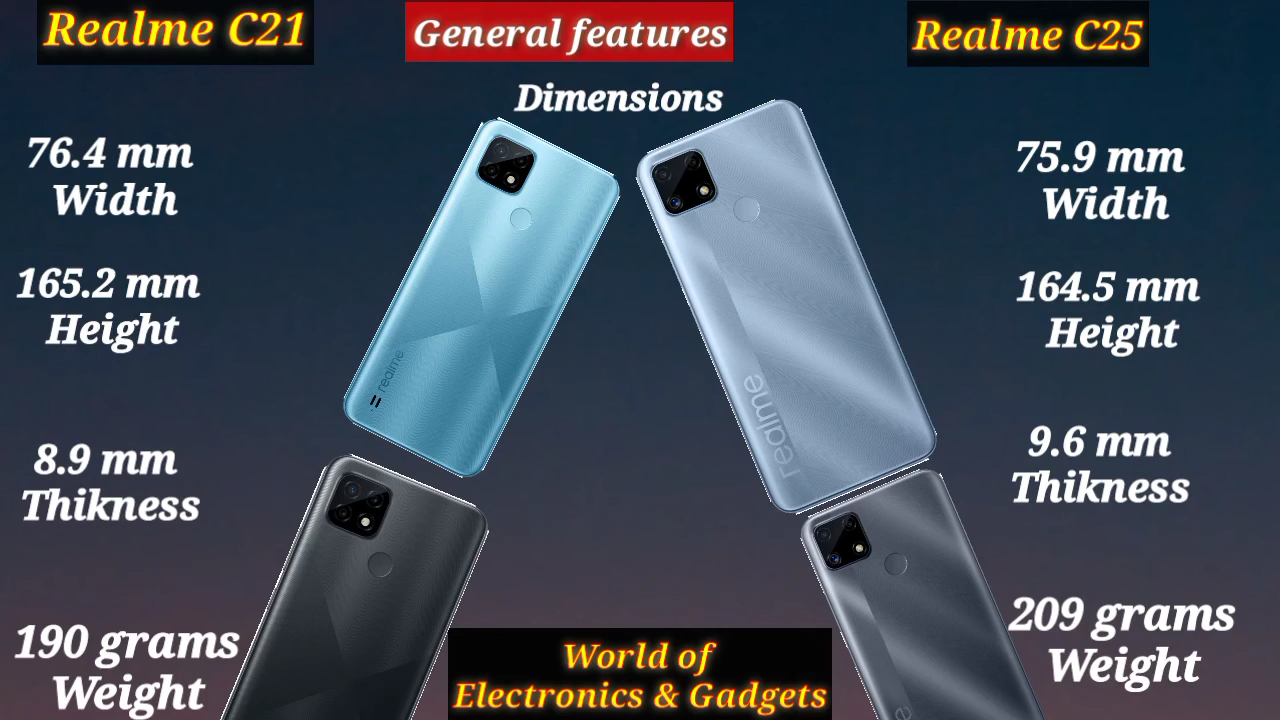 Realme C21
General features
Realme C25
Dimensions
76.4 mm
Width
75.9 mm
Width
165.2 mm
Height
164.5 mm
Height
8.9 mm
Thikness
9.6 mm
Thikness
190 grams
Weight
209 grams
Weight
realme
realme
World of
Electronics & Gadgets